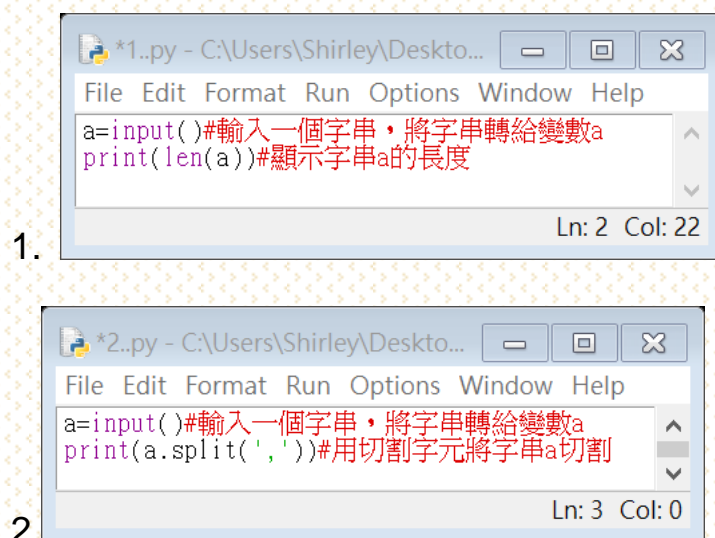 *1..py - C:\Users\Shirley\Deskto...
File Edit Format Run Options Window Help
a=input()#輸入一個字串，將字串轉給變數a
print(len(a))#顯示字串a的長度
Ln: 2 Col: 22
1.
*2..py - C:\Users\Shirley\Deskto...
File Edit Format Run Options Window Help
a=input()#輸入一個字串，將字串轉給變數a
print(a.split(','))#用切割字元將字串a切割
Ln: 3 Col: 0
2